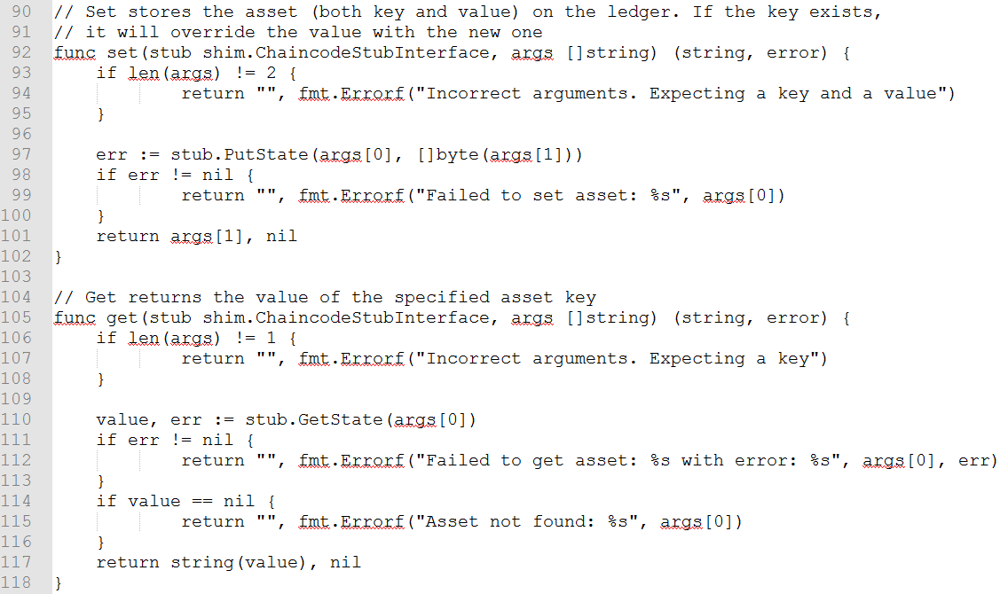 90 // Set stores the asset (both key and value) on the ledger. If the key exists,
91 // it will override the value with the new one
92 func set(stub shim.ChaincodeStubInterface, args []string) (string, error) {
93     if len(args) != 2 {
94             return "", fmt.Errorf("Incorrect arguments. Expecting a key and a value")
95     }
96
97     err := stub.PutState(args[0], []byte(args[1]))
98     if err != nil {
99             return "", fmt.Errorf("Failed to set asset: %s", args[0])
100     }
101     return args[1], nil
102 }
103
104 // Get returns the value of the specified asset key
105 func get(stub shim.ChaincodeStubInterface, args []string) (string, error) {
106     if len(args) != 1 {
107             return "", fmt.Errorf("Incorrect arguments. Expecting a key")
108     }
109
110     value, err := stub.GetState(args[0])
111     if err != nil {
112             return "", fmt.Errorf("Failed to get asset: %s with error: %s", args[0], err)
113     }
114     if value == nil {
115             return "", fmt.Errorf("Asset not found: %s", args[0])
116     }
117     return string(value), nil
118 }